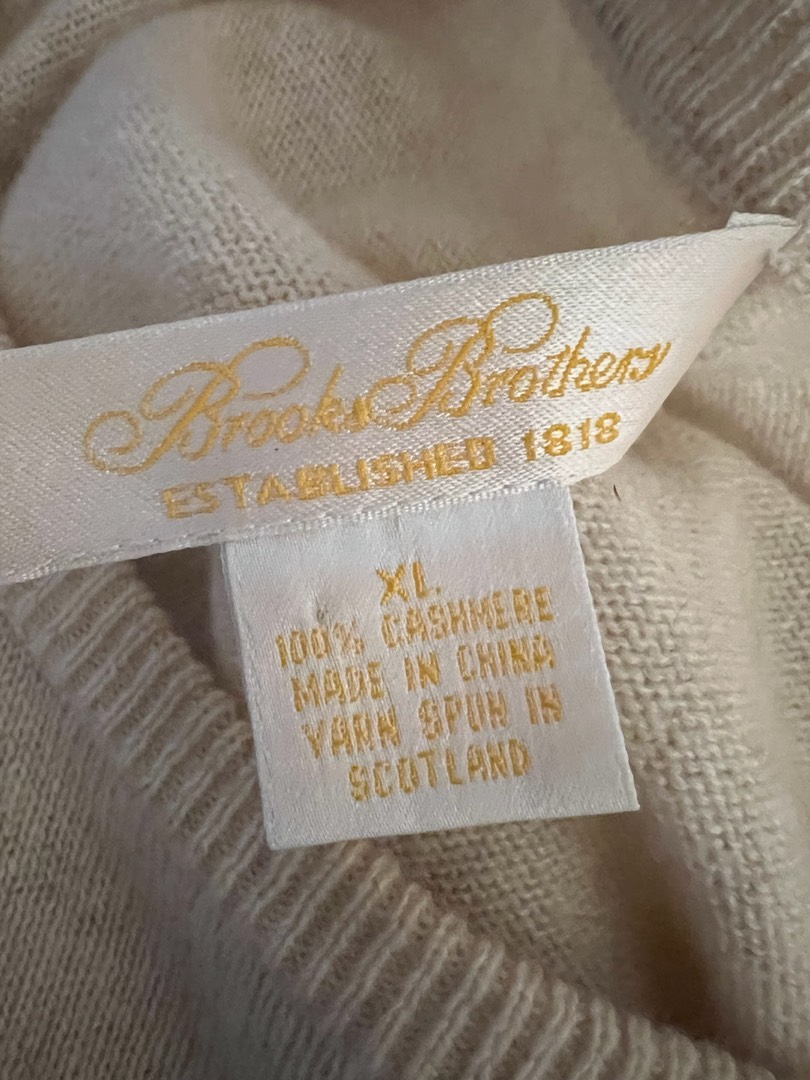 Brooks Brothers
ESTABLISHED 1818
XL
100% CASHMERE
MADE IN CHINA
YARN SPUN IN
SCOTLAND